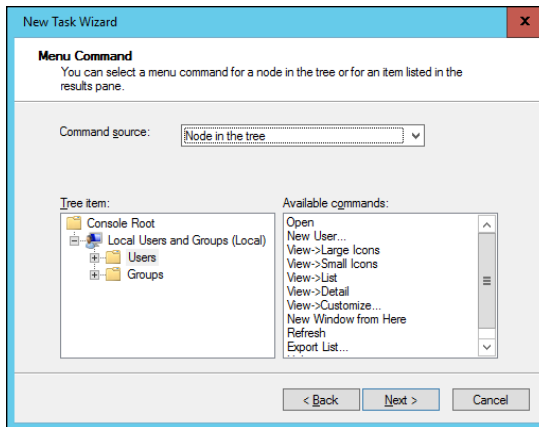 New Task Wizard
x
Menu Command
You can select a menu command for a node in the tree or for an item listed in the
results pane.
Command source:
Node in the tree
Tree item:
Console Root
Local Users and Groups (Local)
Users
Groups
Available commands:
Open
New User...
View->Large Icons
View->Small Icons
View->List
View->Detail
View->Customize...
New Window from Here
Refresh
Export List...
< Back
Next >
Cancel